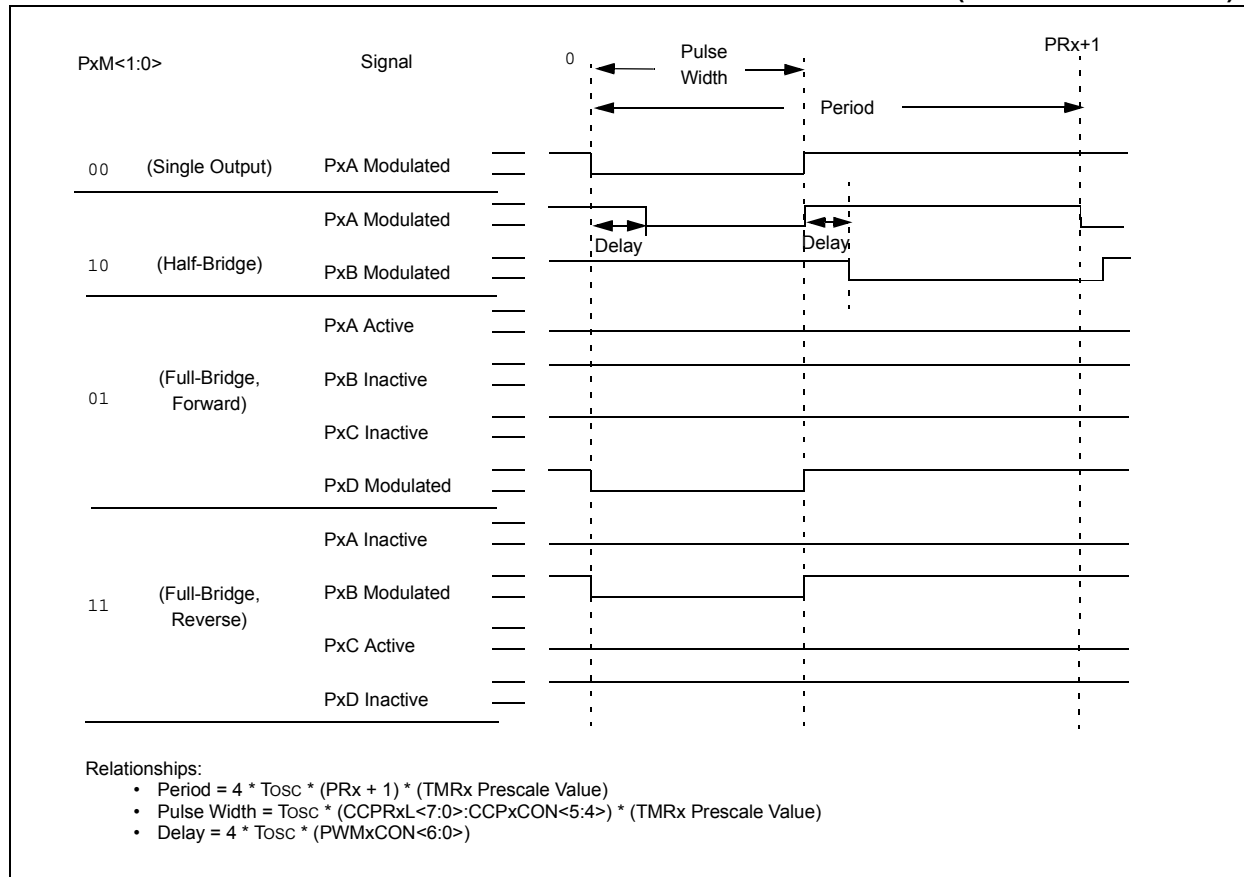 PxM<1:0> Signal 0 Pulse Width PRx+1
Period
00 (Single Output) PxA Modulated
PxA Modulated
Delay Delay
10 (Half-Bridge)
PxB Modulated
PxA Active
01 (Full-Bridge, Forward) PxB Inactive
PxC Inactive
PxD Modulated
PxA Inactive
11 (Full-Bridge, Reverse) PxB Modulated
PxC Active
PxD Inactive
Relationships:
• Period = 4 * TOSC * (PRx + 1) * (TMRx Prescale Value)
• Pulse Width = TOSC * (CCPRxL<7:0>:CCPxCON<5:4>) * (TMRx Prescale Value)
• Delay = 4 * TOSC * (PWMxCON<6:0>)